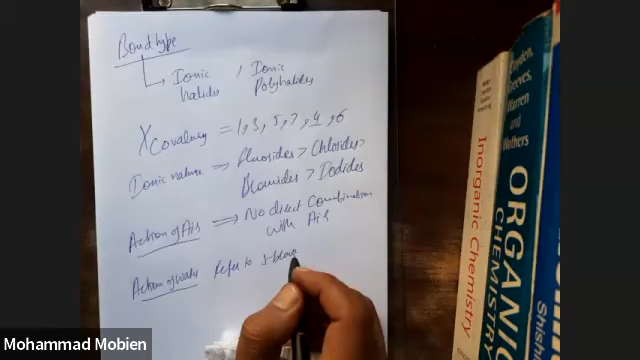 Bond type
Ionic halides , Ionic Polyhalides
X Covalency = 1, 3, 5, 7, 4, 6
Ionic nature ⇒ fluorides > Chlorides >
Bromides > Iodides
Action of Air ⇒ No direct Combination
with Air
Action of water Refer to s-block
Inorganic Chemistry
Clayden, Greeves, Warren and Wothers
ORGANIC CHEMISTRY
Mohammad Mobien